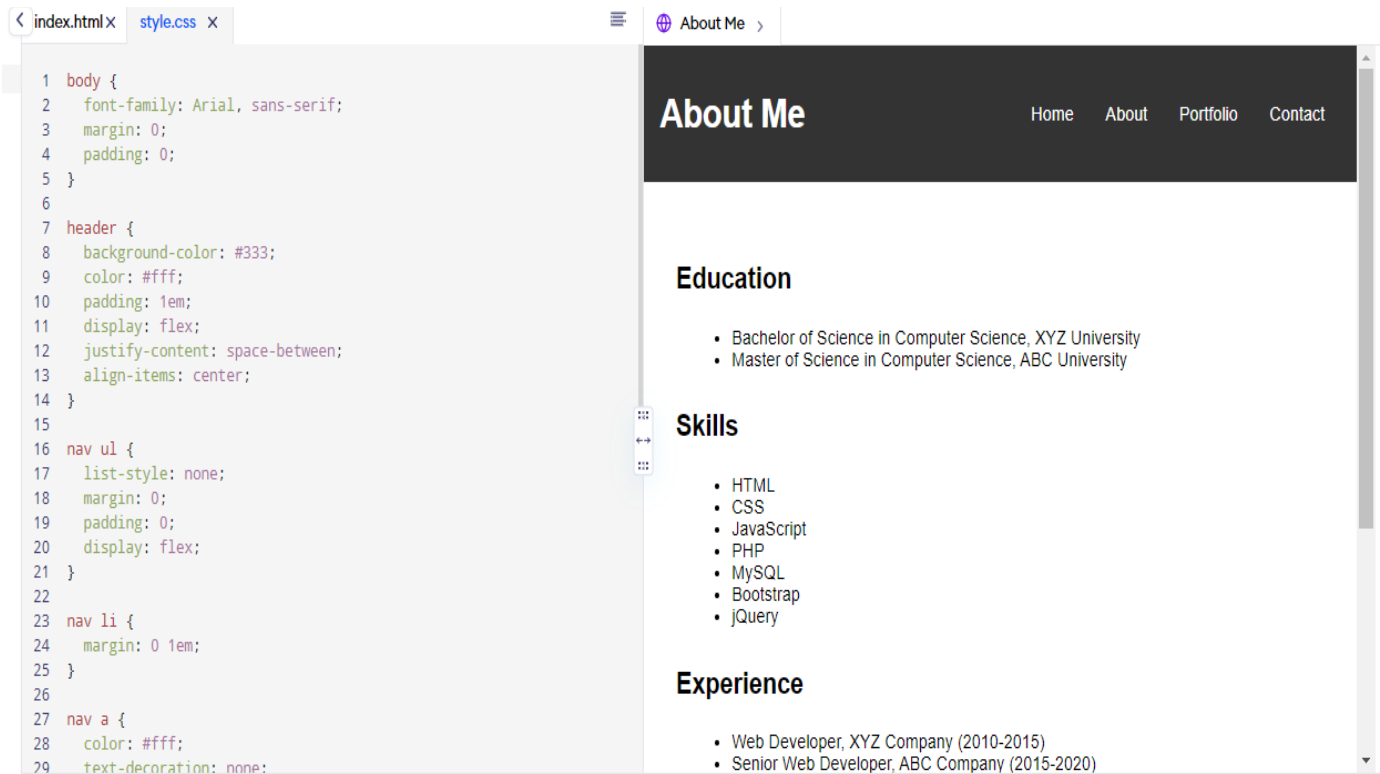 index.html x
style.css x
1 body {
2 font-family: Arial, sans-serif;
3 margin: 0;
4 padding: 0;
5 }
6
7 header {
8 background-color: #333;
9 color: #fff;
10 padding: 1em;
11 display: flex;
12 justify-content: space-between;
13 align-items: center;
14 }
15
16 nav ul {
17 list-style: none;
18 margin: 0;
19 padding: 0;
20 display: flex;
21 }
22
23 nav li {
24 margin: 0 1em;
25 }
26
27 nav a {
28 color: #fff;
29 text-decoration: none;
About Me
About Me
Home About Portfolio Contact
Education
• Bachelor of Science in Computer Science, XYZ University
• Master of Science in Computer Science, ABC University
Skills
• HTML
• CSS
• JavaScript
• PHP
• MySQL
• Bootstrap
• jQuery
Experience
• Web Developer, XYZ Company (2010-2015)
• Senior Web Developer, ABC Company (2015-2020)